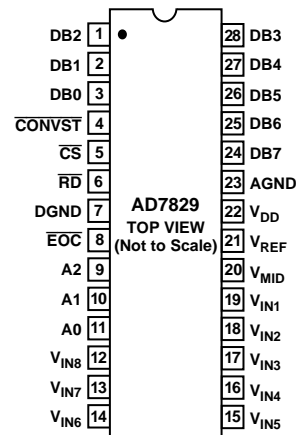 DB2 1 28 DB3
DB1 2 27 DB4
DB0 3 26 DB5
CONVST 4 25 DB6
CS 5 24 DB7
RD 6 23 AGND
DGND 7 22 VDD
EOC 8 21 VREF
A2 9 20 VMID
A1 10 19 VIN1
A0 11 18 VIN2
VIN8 12 17 VIN3
VIN7 13 16 VIN4
VIN6 14 15 VIN5
AD7829
TOP VIEW
(Not to Scale)